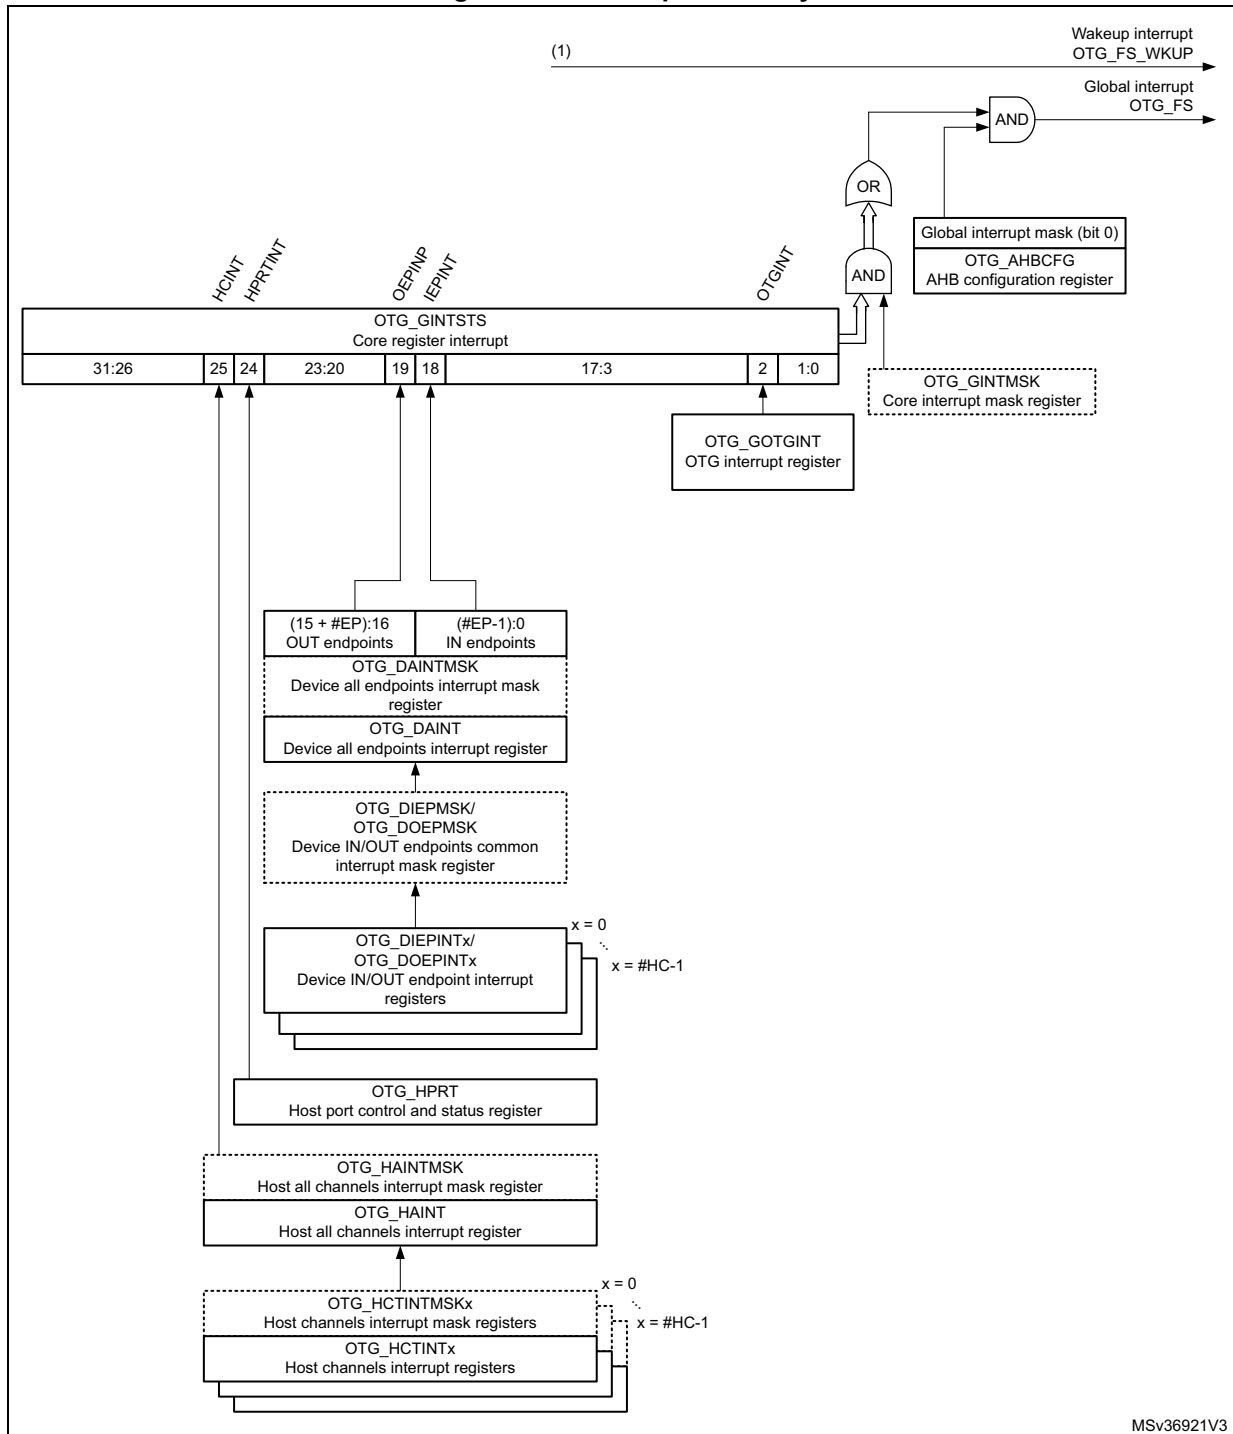 (1)
Wakeup interrupt
OTG_FS_WKUP
Global interrupt
OTG_FS
AND
OR
Global interrupt mask (bit 0)
OTG_AHBCFG
AHB configuration register
AND
HCINT
HPRTINT
OEPINP
IEPINT
OTGINT
OTG_GINTSTS
Core register interrupt
31:26 25 24 23:20 19 18 17:3 2 1:0
OTG_GINTMSK
Core interrupt mask register
OTG_GOTGINT
OTG interrupt register
(15 + #EP):16
OUT endpoints
(#EP-1):0
IN endpoints
OTG_DAINTMSK
Device all endpoints interrupt mask
register
OTG_DAINT
Device all endpoints interrupt register
OTG_DIEPMSK/
OTG_DOEPMSK
Device IN/OUT endpoints common
interrupt mask register
x = 0
x = #HC-1
OTG_DIEPINTx/
OTG_DOEPINTx
Device IN/OUT endpoint interrupt
registers
OTG_HPRT
Host port control and status register
OTG_HAINTMSK
Host all channels interrupt mask register
OTG_HAINT
Host all channels interrupt register
x = 0
x = #HC-1
OTG_HCTINTMSKx
Host channels interrupt mask registers
OTG_HCTINTx
Host channels interrupt registers
MSv36921V3